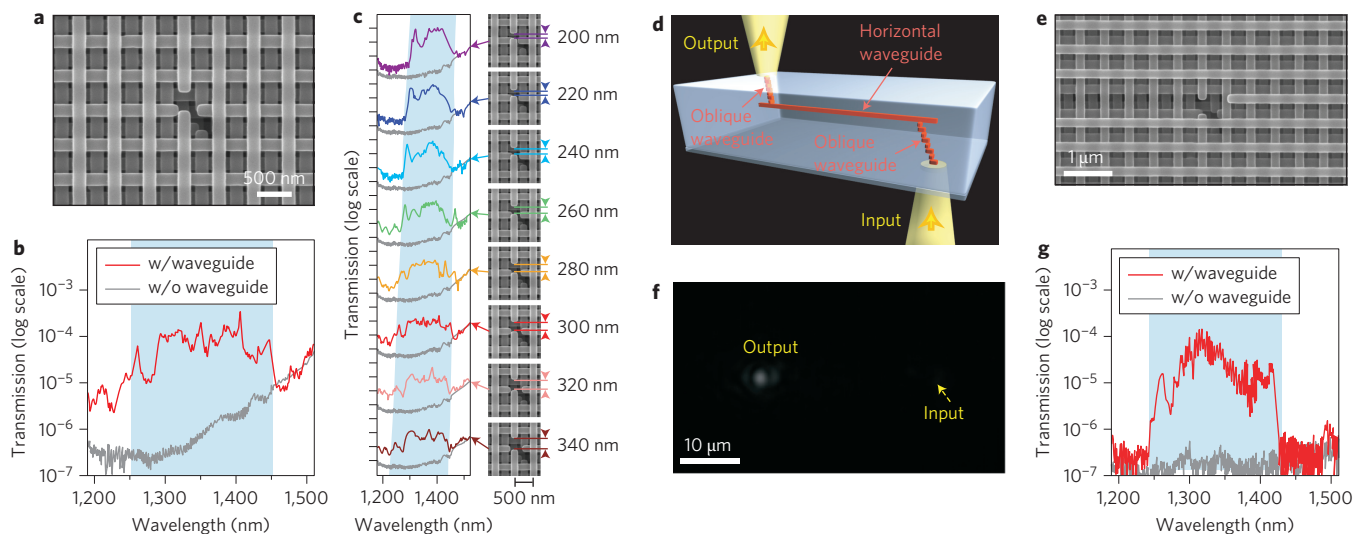 a
500 nm
b
w/waveguide
w/o waveguide
Transmission (log scale)
10⁻³
10⁻⁴
10⁻⁵
10⁻⁶
10⁻⁷
1,200
1,300
1,400
1,500
Wavelength (nm)
c
Transmission (log scale)
200 nm
220 nm
240 nm
260 nm
280 nm
300 nm
320 nm
340 nm
1,200
1,400
500 nm
Wavelength (nm)
d
Output
Horizontal
waveguide
Oblique
waveguide
Oblique
waveguide
Input
e
1 μm
f
Output
Input
10 μm
g
w/waveguide
w/o waveguide
Transmission (log scale)
10⁻³
10⁻⁴
10⁻⁵
10⁻⁶
10⁻⁷
1,200
1,300
1,400
1,500
Wavelength (nm)